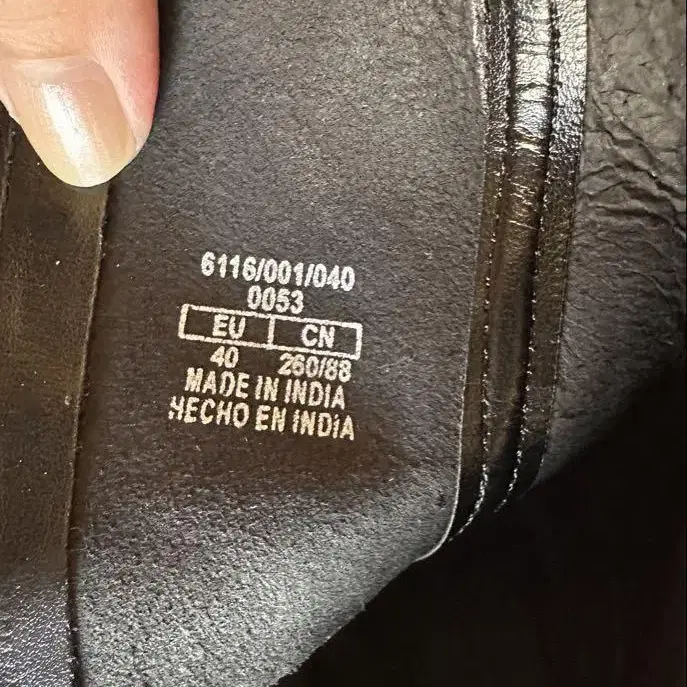 6116/001/040
0053
EU CN
40 260/88
MADE IN INDIA
HECHO EN INDIA